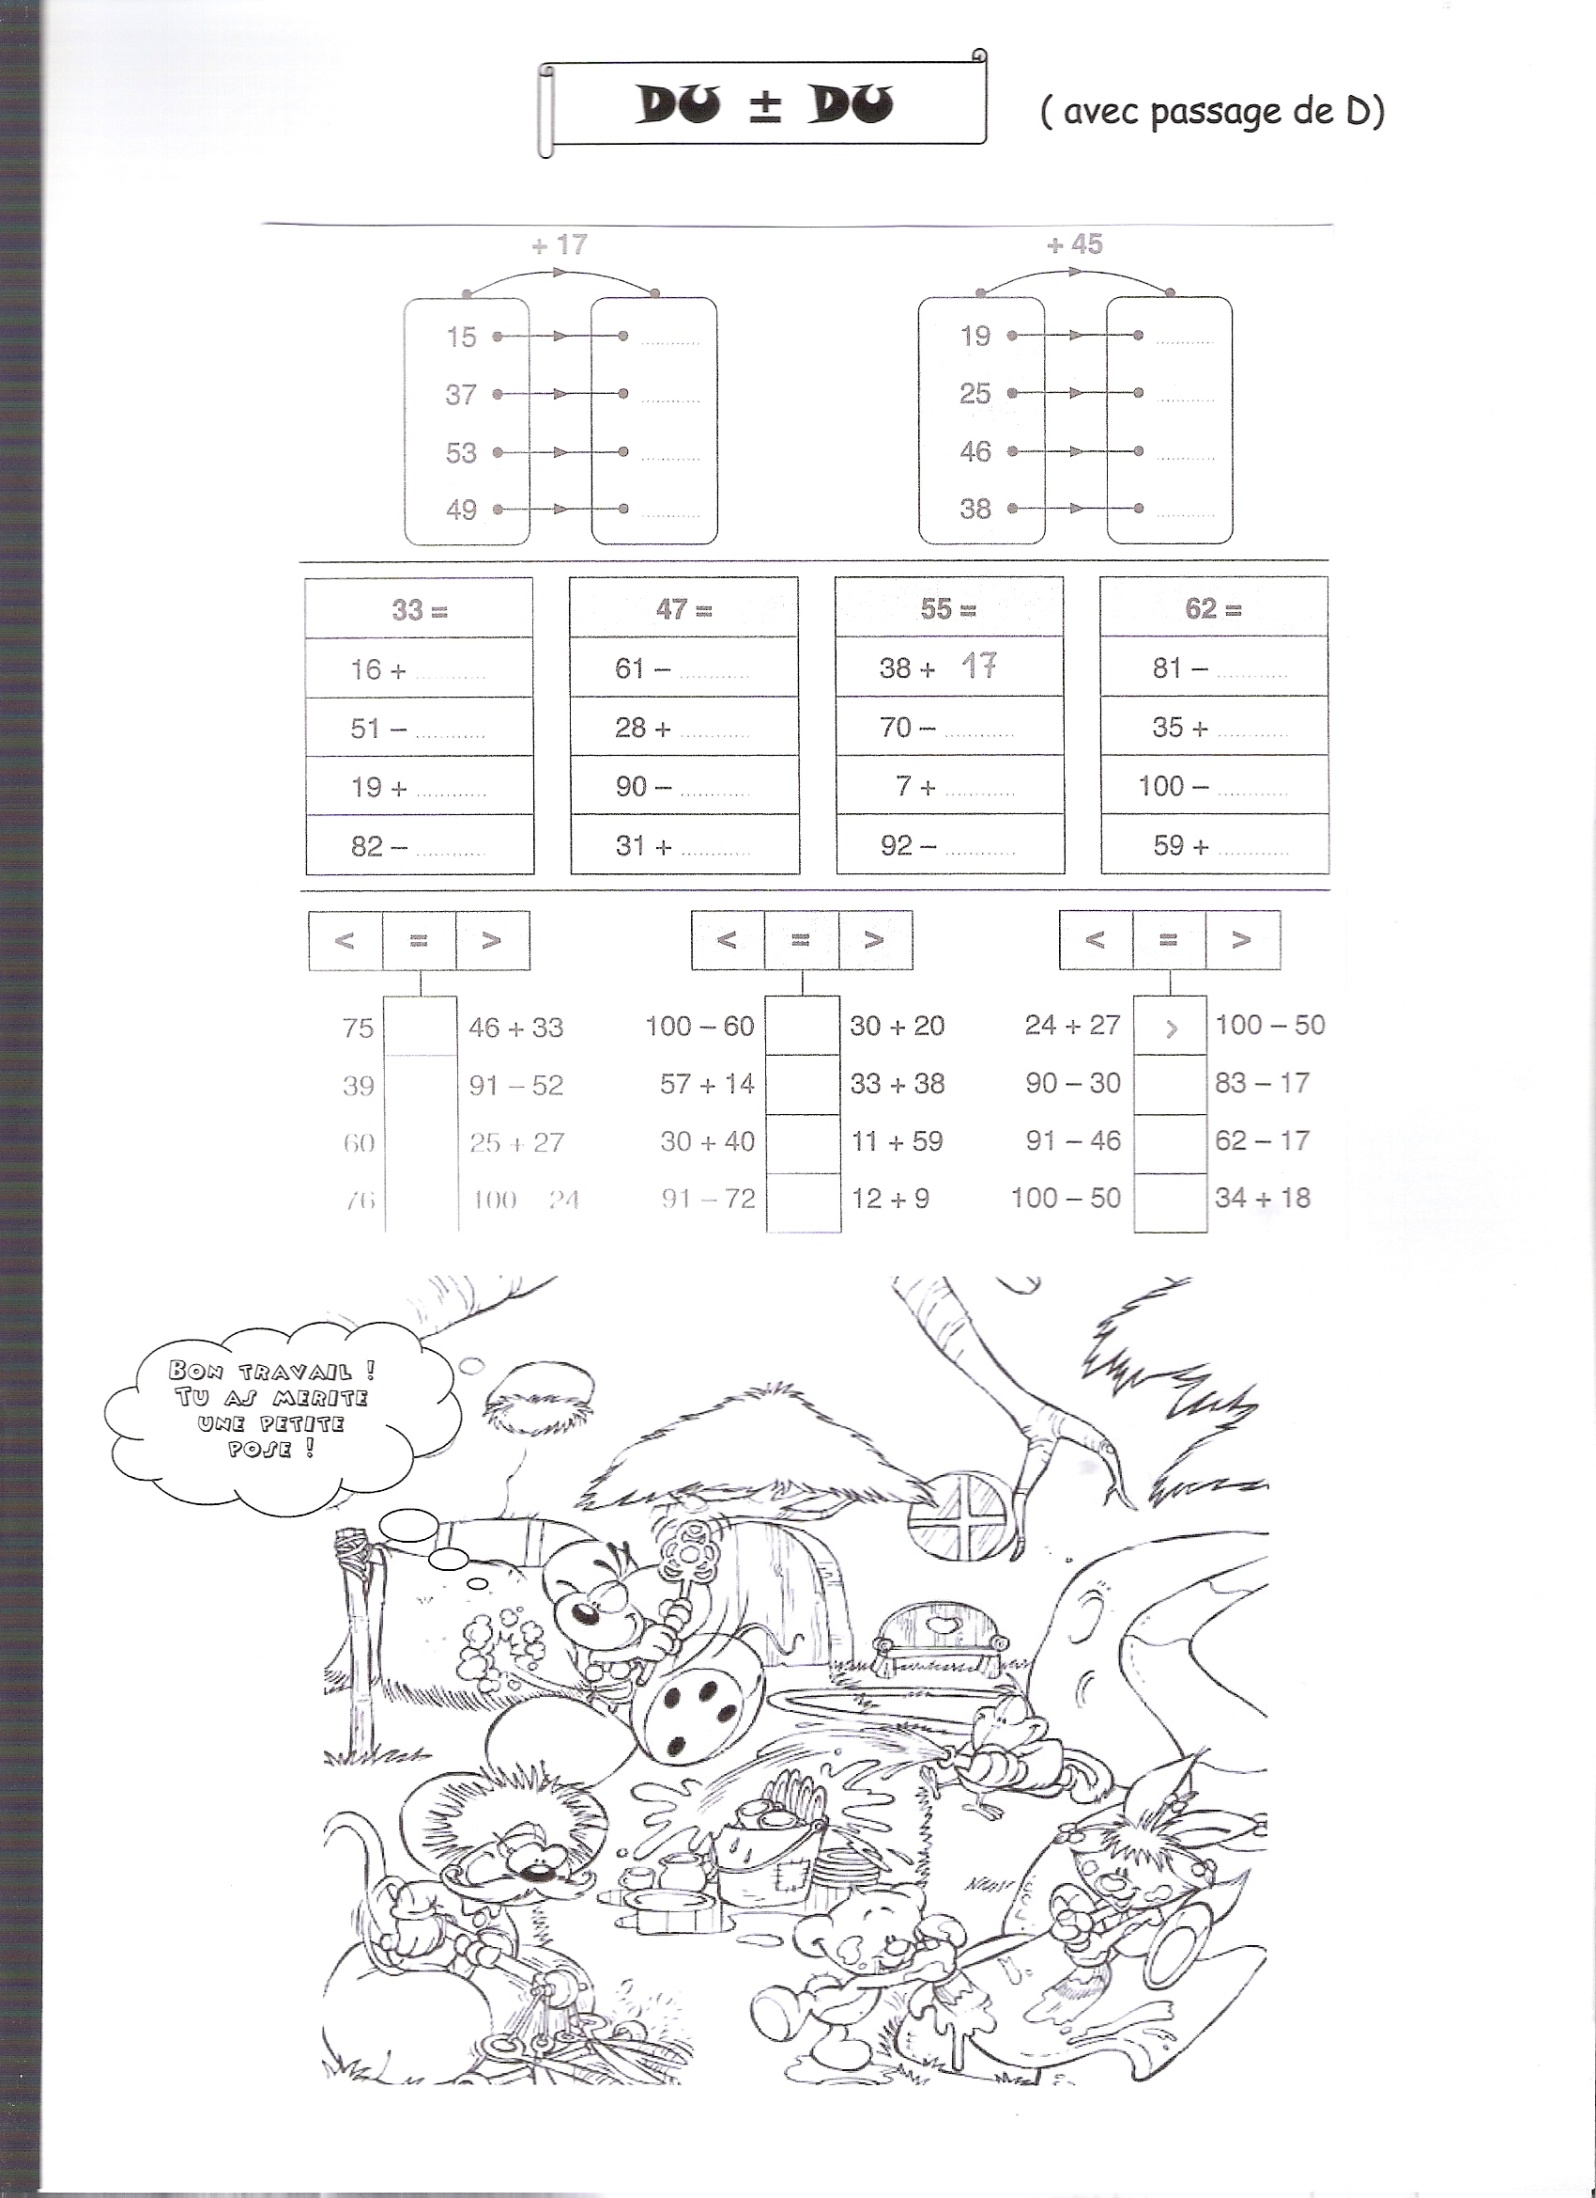 DU ± DU ( avec passage de D)
+ 17 + 45
15 .......... 19 ..........
37 .......... 25 ..........
53 .......... 46 ..........
49 .......... 38 ..........
33 = 47 = 55 = 62 =
16 + .......... 61 – .......... 38 + 17 81 – ..........
51 – .......... 28 + .......... 70 – .......... 35 + ..........
19 + .......... 90 – .......... 7 + .......... 100 – ..........
82 – .......... 31 + .......... 92 – .......... 59 + ..........
< = > < = > < = >
75 46 + 33 100 – 60 30 + 20 24 + 27 > 100 – 50
39 91 – 52 57 + 14 33 + 38 90 – 30 83 – 17
60 25 + 27 30 + 40 11 + 59 91 – 46 62 – 17
76 100 24 91 – 72 12 + 9 100 – 50 34 + 18
BON TRAVAIL !
TU AS MERITE
UNE PETITE
POSE !